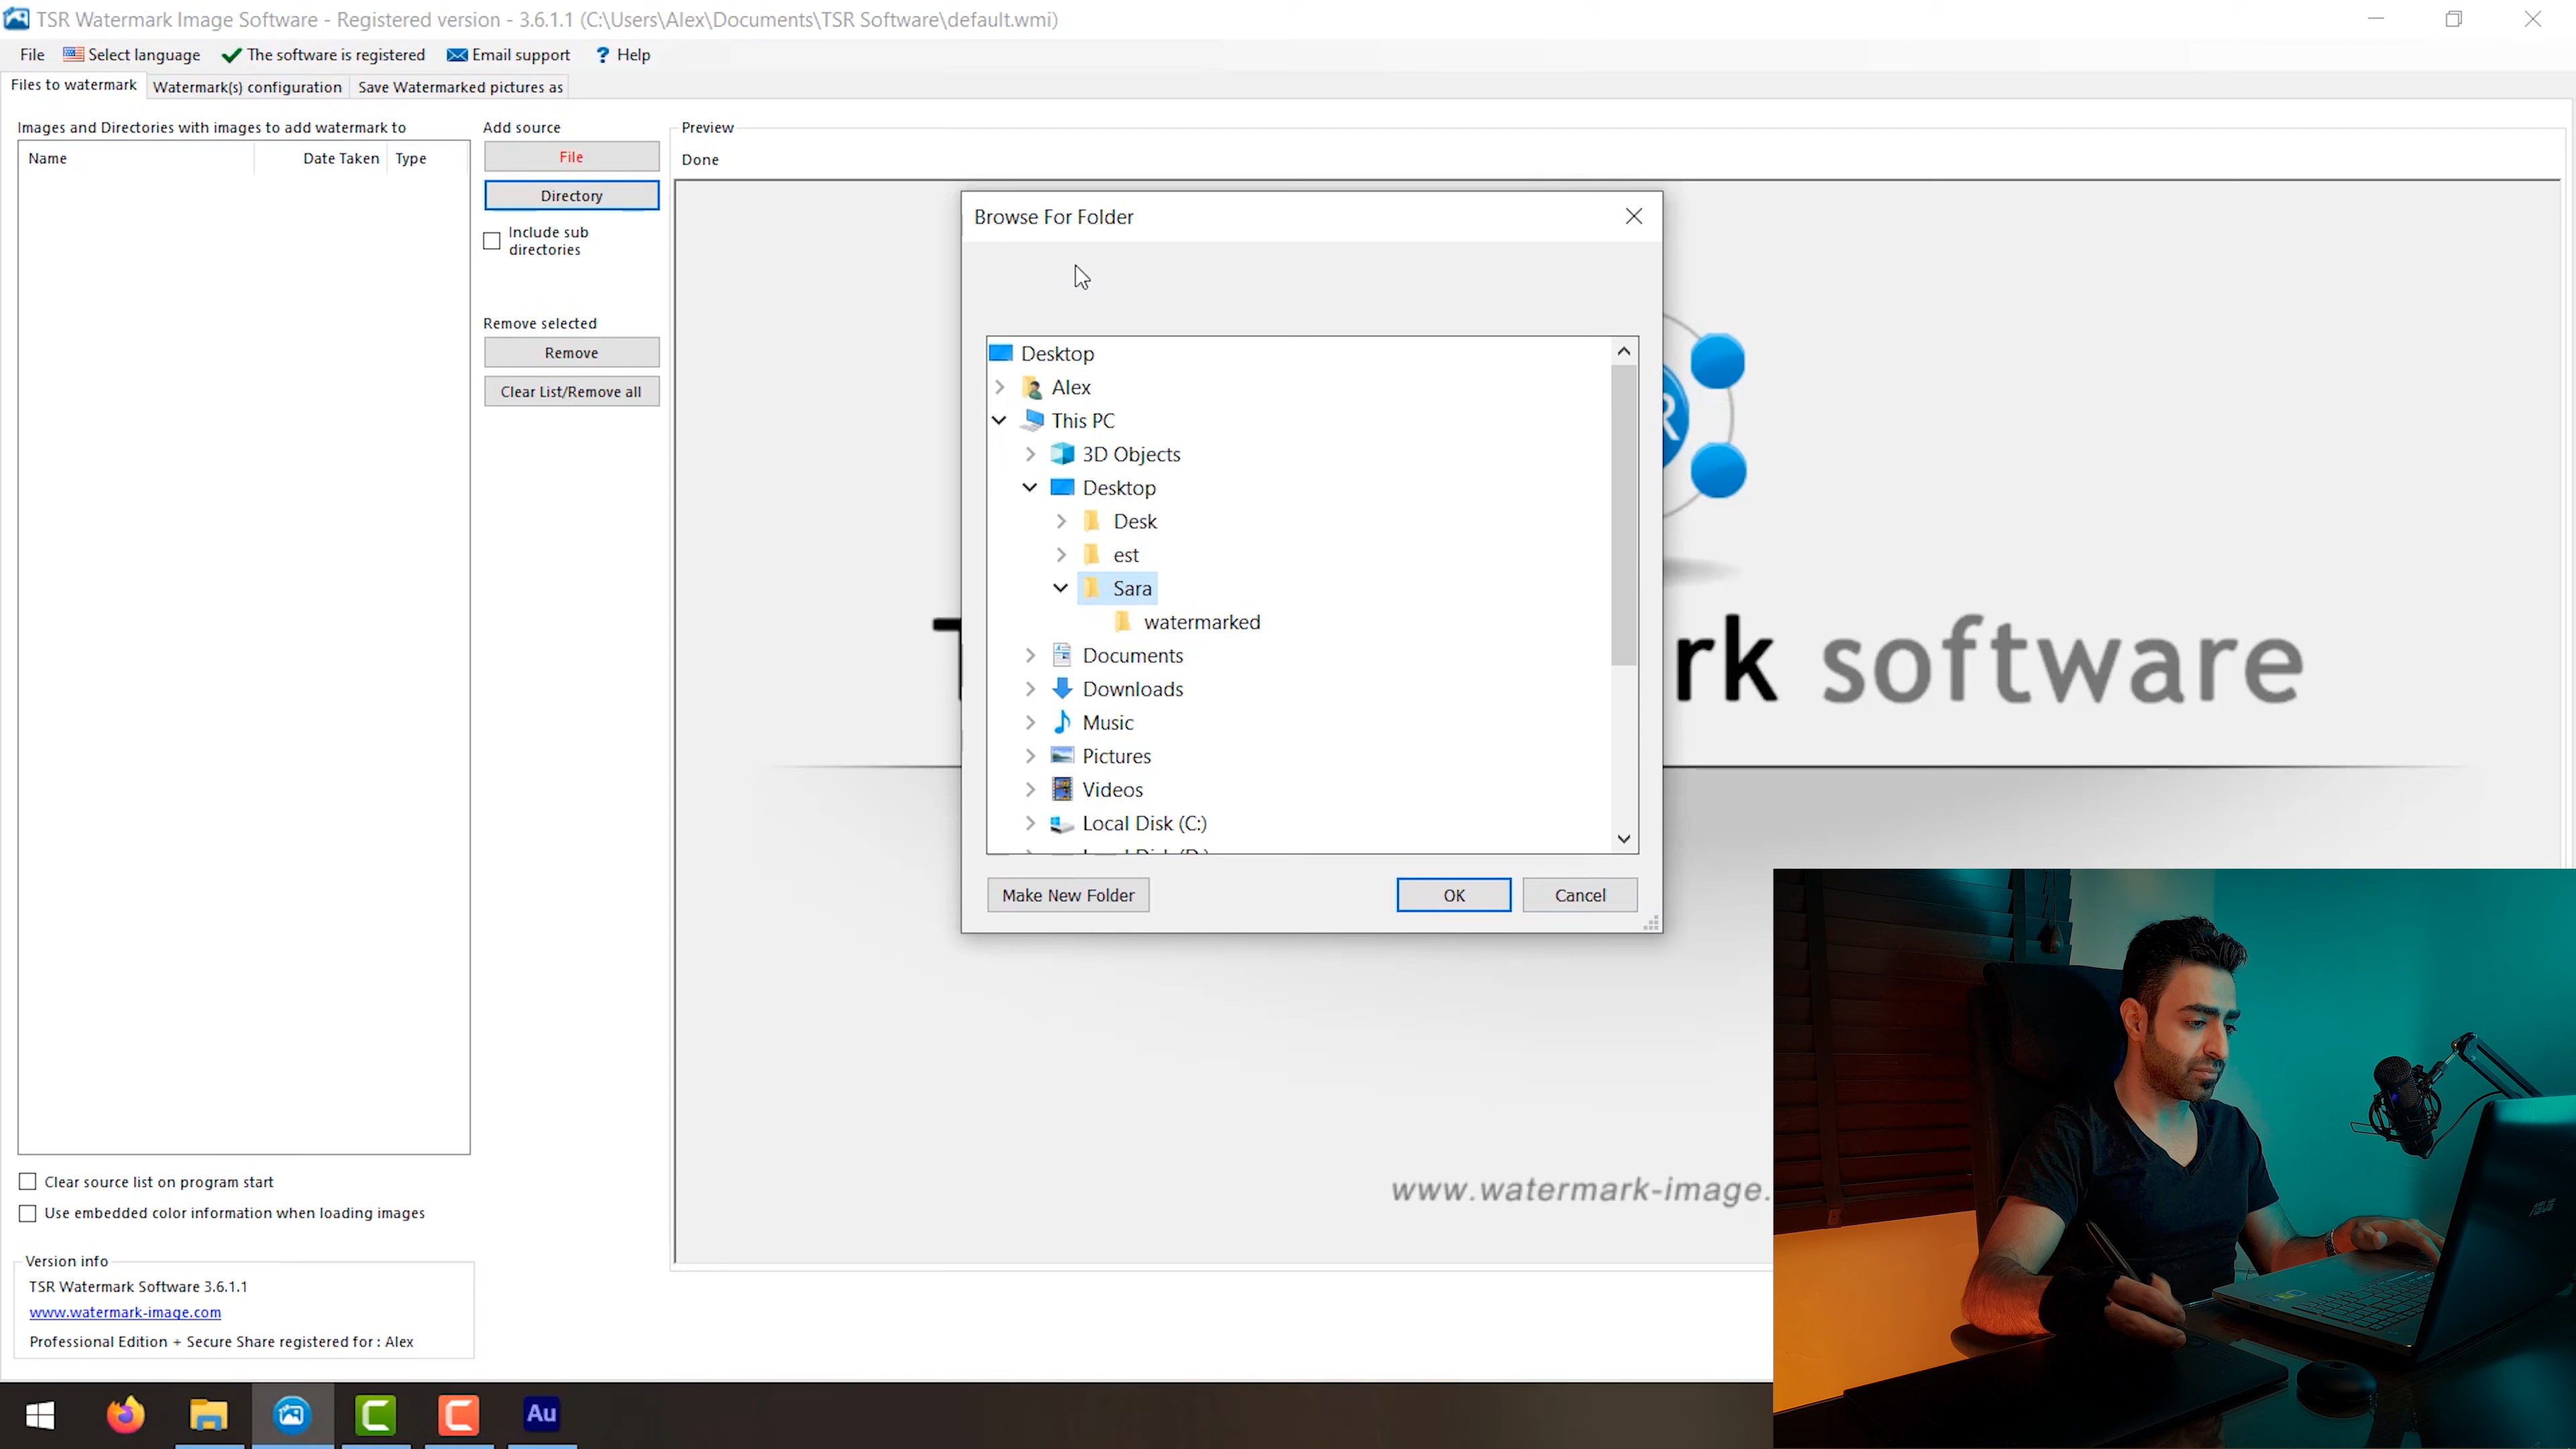 TSR Watermark Image Software - Registered version - 3.6.1.1 (C:\Users\Alex\Documents\TSR Software\default.wmi)
File Select language The software is registered Email support ? Help
Files to watermark Watermark(s) configuration Save Watermarked pictures as
Images and Directories with images to add watermark to
Name Date Taken Type
Add source
File
Directory
Include sub
directories
Remove selected
Remove
Clear List/Remove all
Preview
Done
Browse For Folder
Desktop
Alex
This PC
3D Objects
Desktop
Desk
est
Sara
watermarked
Documents
Downloads
Music
Pictures
Videos
Local Disk (C:)
Local Disk (D:)
Make New Folder OK Cancel
R
rk software
www.watermark-image.
Clear source list on program start
Use embedded color information when loading images
Version info
TSR Watermark Software 3.6.1.1
www.watermark-image.com
Professional Edition + Secure Share registered for : Alex
Au
ASUS